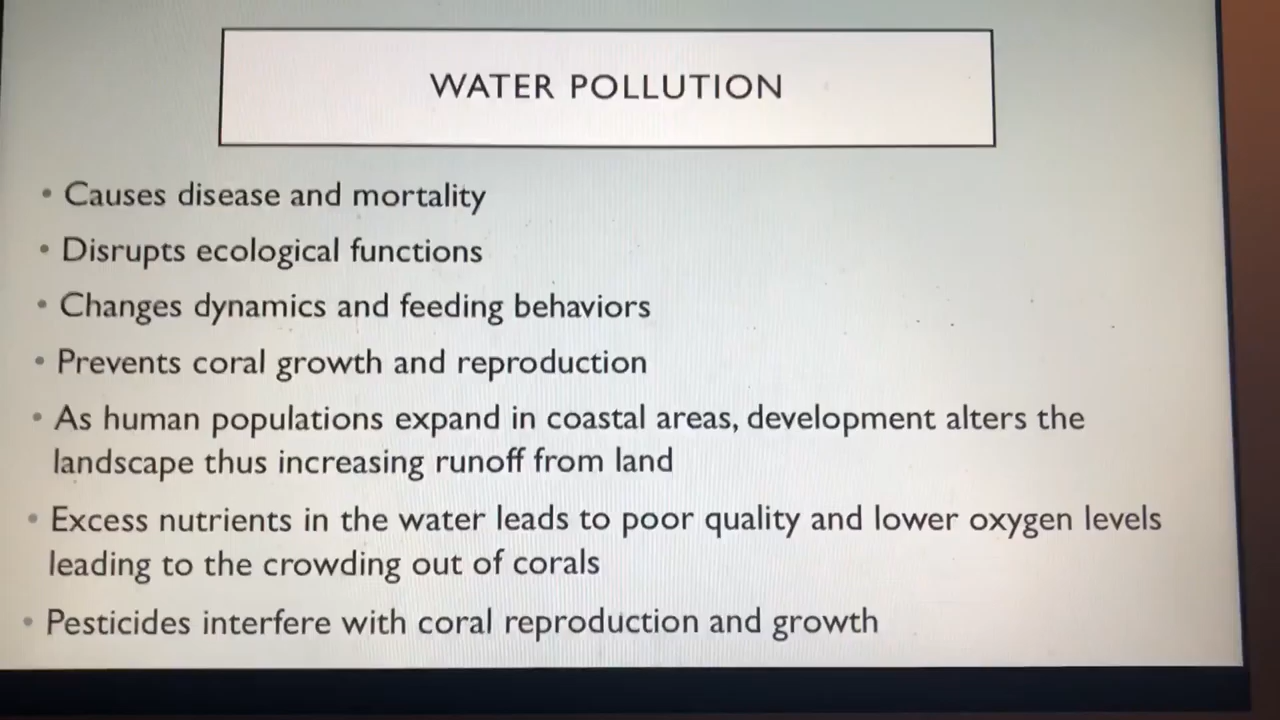 WATER POLLUTION
• Causes disease and mortality
• Disrupts ecological functions
• Changes dynamics and feeding behaviors
• Prevents coral growth and reproduction
• As human populations expand in coastal areas, development alters the
landscape thus increasing runoff from land
• Excess nutrients in the water leads to poor quality and lower oxygen levels
leading to the crowding out of corals
• Pesticides interfere with coral reproduction and growth